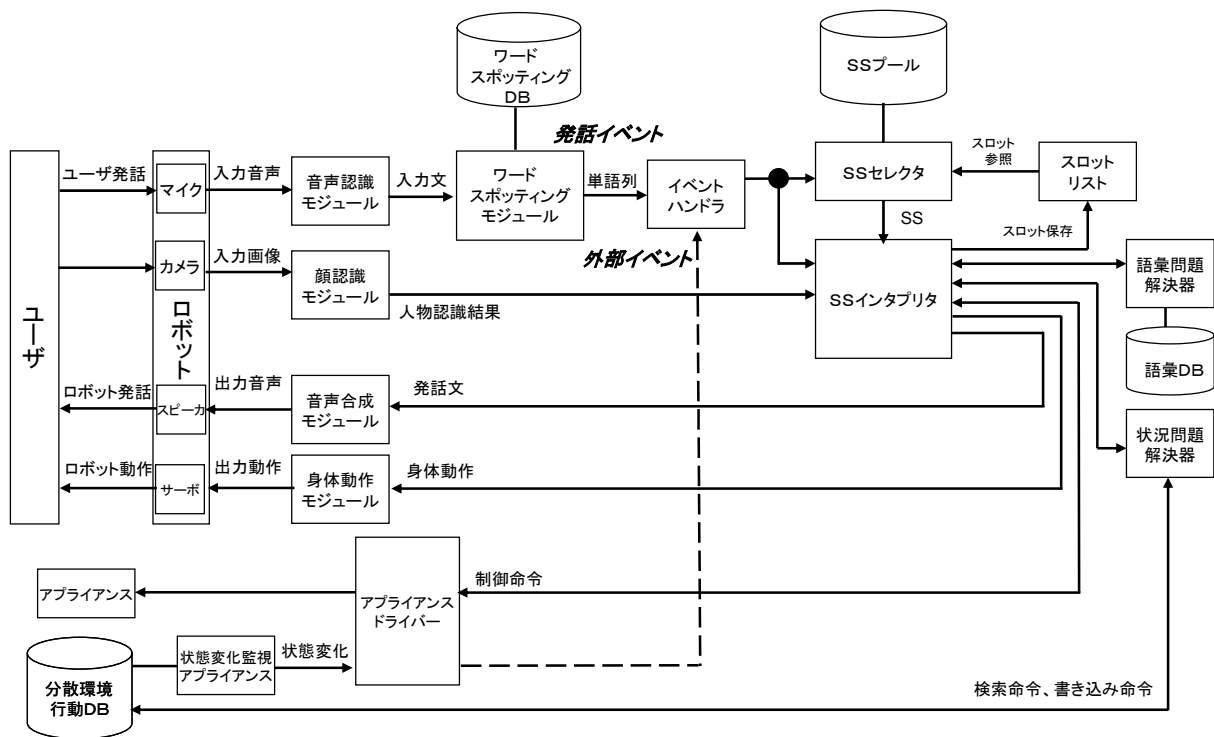 ワード
スポッティング
DB
SSプール
発話イベント
ユーザ発話
マイク
入力音声
音声認識
モジュール
入力文
ワード
スポッティング
モジュール
単語列
イベント
ハンドラ
SSセレクタ
スロット
参照
スロット
リスト
SS
スロット保存
カメラ
入力画像
顔認識
モジュール
人物認識結果
外部イベント
SSインタプリタ
語彙問題
解決器
語彙DB
ユーザ
ロボット
ロボット発話
スピーカ
出力音声
音声合成
モジュール
発話文
状況問題
解決器
ロボット動作
サーボ
出力動作
身体動作
モジュール
身体動作
アプライアンス
アプライアンス
ドライバー
制御命令
状態変化監視
アプライアンス
状態変化
分散環境
行動DB
検索命令、書き込み命令